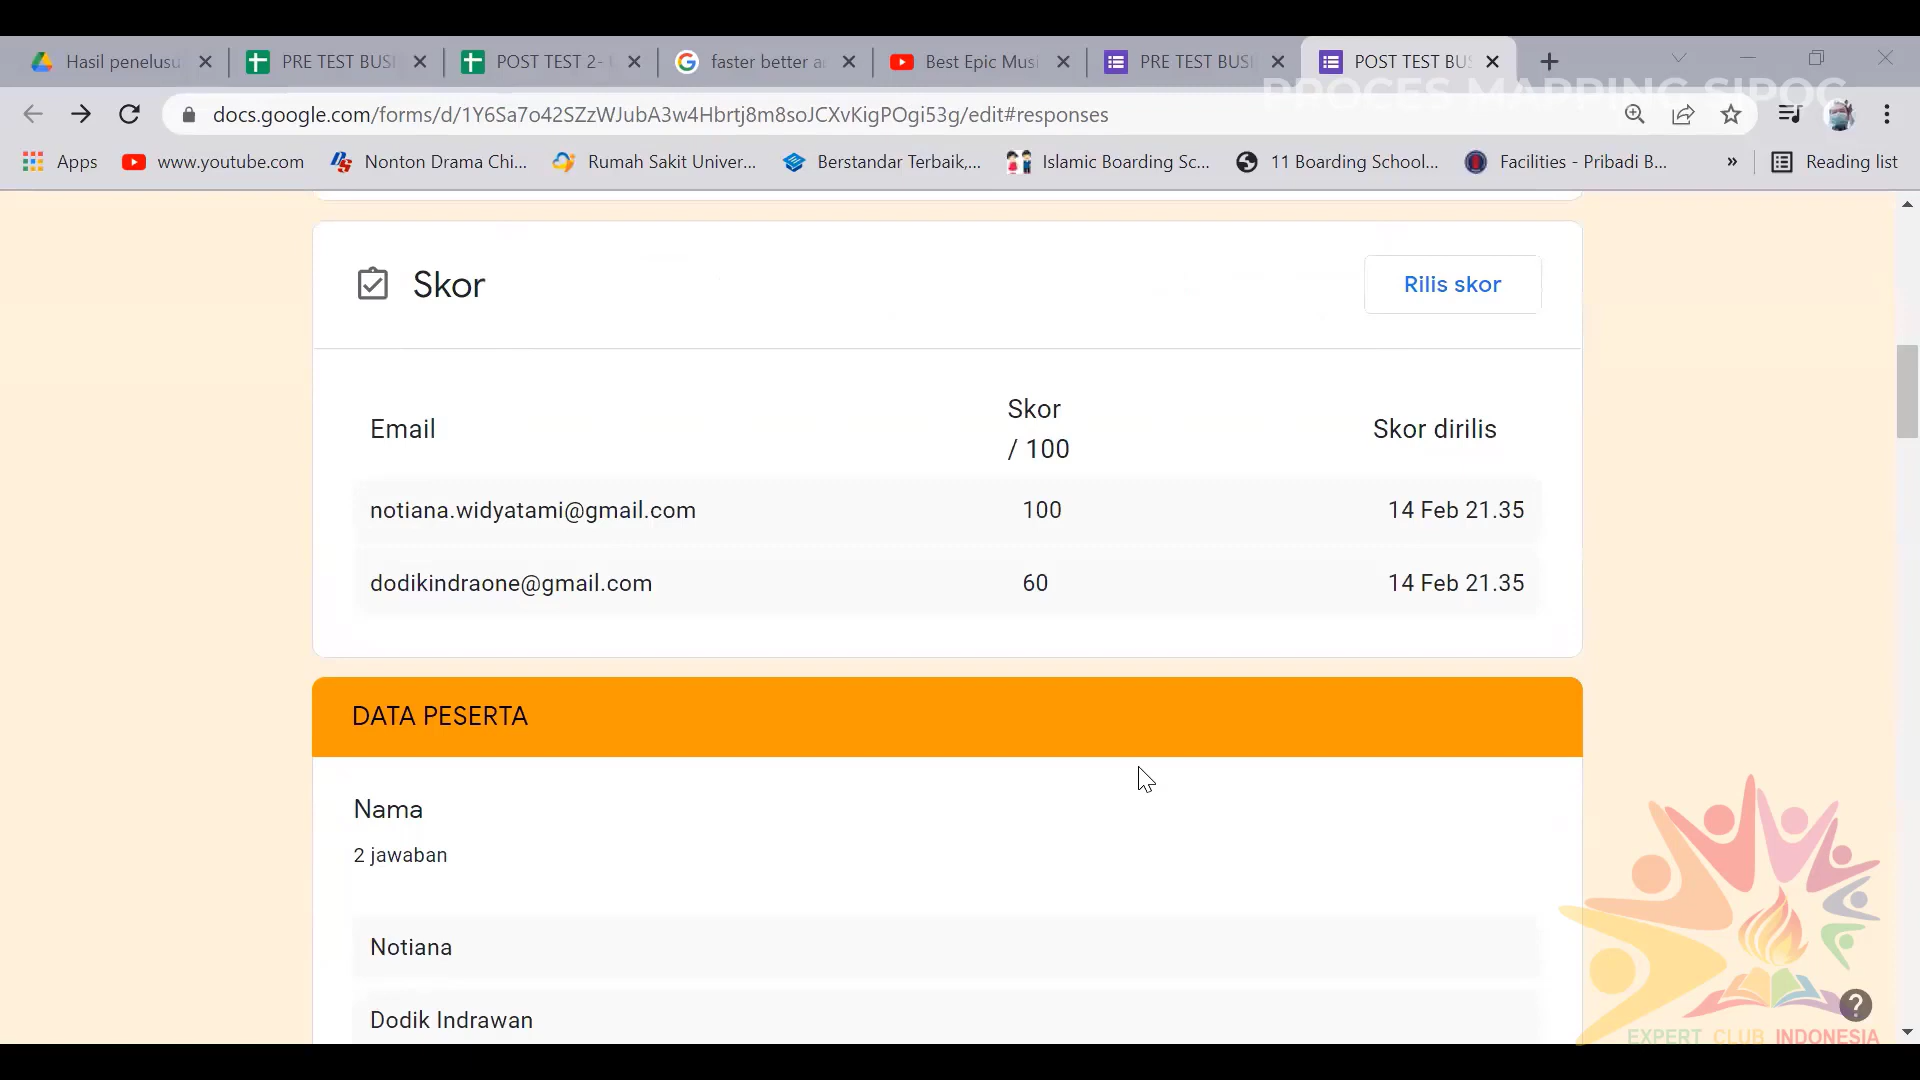 Hasil penelusu
PRE TEST BUSI
POST TEST 2-
faster better a
Best Epic Musi
PRE TEST BUSI
POST TEST BUS
PROCES MAPPING SIPOC
docs.google.com/forms/d/1Y6Sa7o42SZzWJubA3w4Hbrtj8m8soJCXvKigPOgi53g/edit#responses
Apps
www.youtube.com
Nonton Drama Chi...
Rumah Sakit Univer...
Berstandar Terbaik,...
Islamic Boarding Sc...
11 Boarding School...
Facilities - Pribadi B...
»
Reading list
Skor
Rilis skor
Email
Skor
/ 100
Skor dirilis
notiana.widyatami@gmail.com 100 14 Feb 21.35
dodikindraone@gmail.com 60 14 Feb 21.35
DATA PESERTA
Nama
2 jawaban
Notiana
Dodik Indrawan
EXPERT CLUB INDONESIA